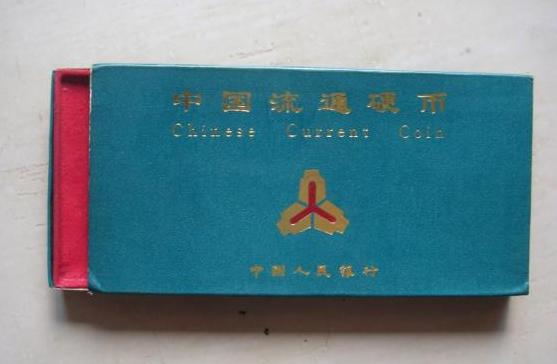 中国流通硬币
Chinese Current Coin
中国人民银行